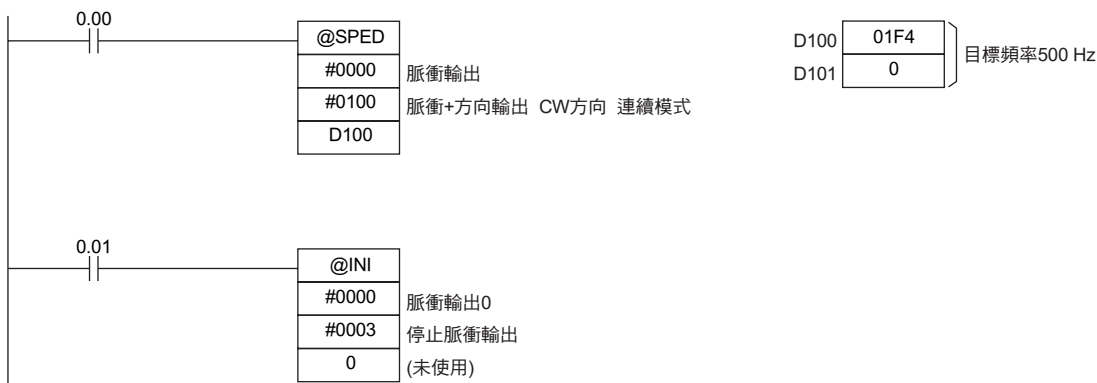 0.00
@SPED
#0000 脈衝輸出
#0100 脈衝+方向輸出 CW方向 連續模式
D100
D100 01F4
D101 0
目標頻率500 Hz
0.01
@INI
#0000 脈衝輸出0
#0003 停止脈衝輸出
0 (未使用)